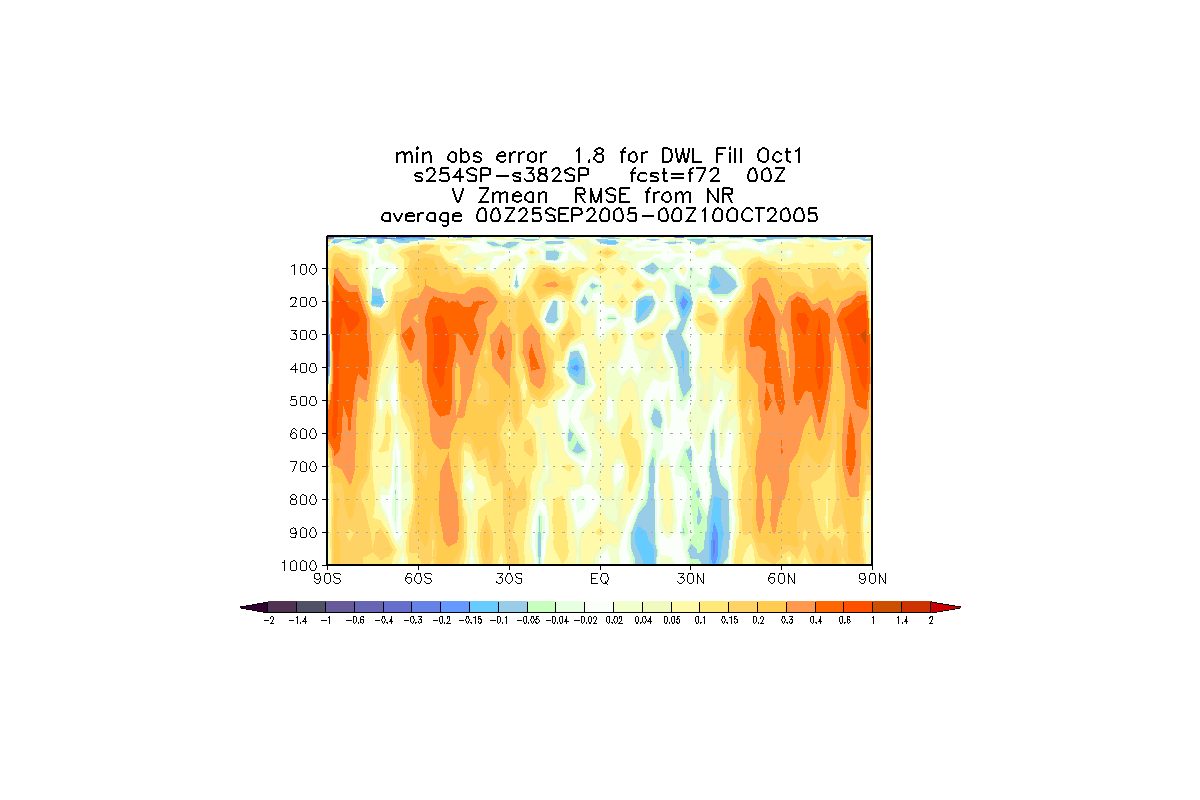 min obs error 1.8 for DWL Fill Oct1
s254SP-s382SP fcst=f72 00Z
V Zmean RMSE from NR
average 00Z25SEP2005-00Z10OCT2005
100
200
300
400
500
600
700
800
900
1000
90S 60S 30S EQ 30N 60N 90N
-2 -1.4 -1 -0.6 -0.4 -0.3 -0.2 -0.15 -0.1 -0.05 -0.04 -0.02 0.02 0.04 0.05 0.1 0.15 0.2 0.3 0.4 0.6 1 1.4 2